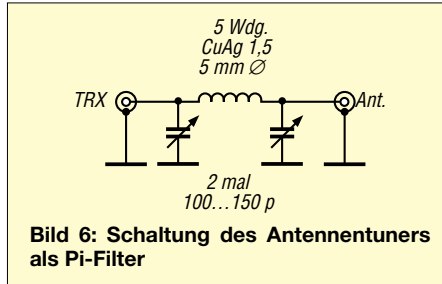 5 Wdg.
CuAg 1,5
5 mm Ø
TRX
Ant.
2 mal
100...150 p
Bild 6: Schaltung des Antennentuners
als Pi-Filter